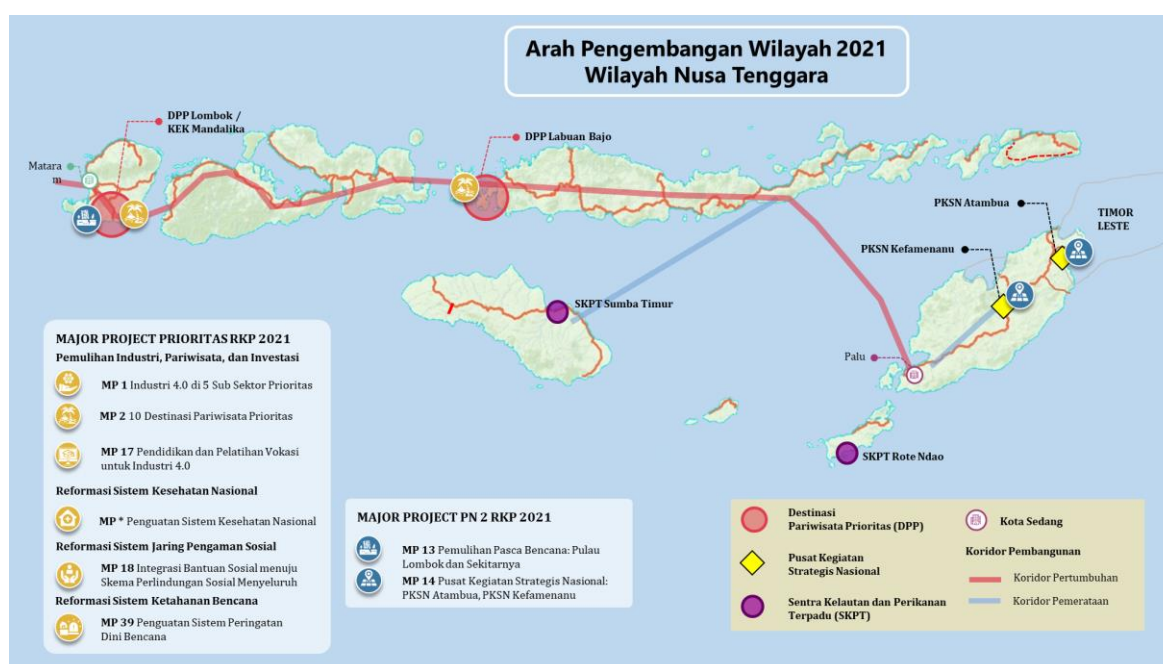 Arah Pengembangan Wilayah 2021
Wilayah Nusa Tenggara
DPP Lombok /
KEK Mandalika
DPP Labuan Bajo
Matara
m
PKSN Atambua
TIMOR
LESTE
PKSN Kefamenanu
SKPT Sumba Timur
Palu
SKPT Rote Ndao
MAJOR PROJECT PRIORITAS RKP 2021
Pemulihan Industri, Pariwisata, dan Investasi
MP 1 Industri 4.0 di 5 Sub Sektor Prioritas
MP 2 10 Destinasi Pariwisata Prioritas
MP 17 Pendidikan dan Pelatihan Vokasi
untuk Industri 4.0
Reformasi Sistem Kesehatan Nasional
MP * Penguatan Sistem Kesehatan Nasional
Reformasi Sistem Jaring Pengaman Sosial
MP 18 Integrasi Bantuan Sosial menuju
Skema Perlindungan Sosial Menyeluruh
Reformasi Sistem Ketahanan Bencana
MP 39 Penguatan Sistem Peringatan
Dini Bencana
MAJOR PROJECT PN 2 RKP 2021
MP 13 Pemulihan Pasca Bencana: Pulau
Lombok dan Sekitarnya
MP 14 Pusat Kegiatan Strategis Nasional:
PKSN Atambua, PKSN Kefamenanu
Destinasi
Pariwisata Prioritas (DPP)
Pusat Kegiatan
Strategis Nasional
Sentra Kelautan dan Perikanan
Terpadu (SKPT)
Kota Sedang
Koridor Pembangunan
Koridor Pertumbuhan
Koridor Pemerataan